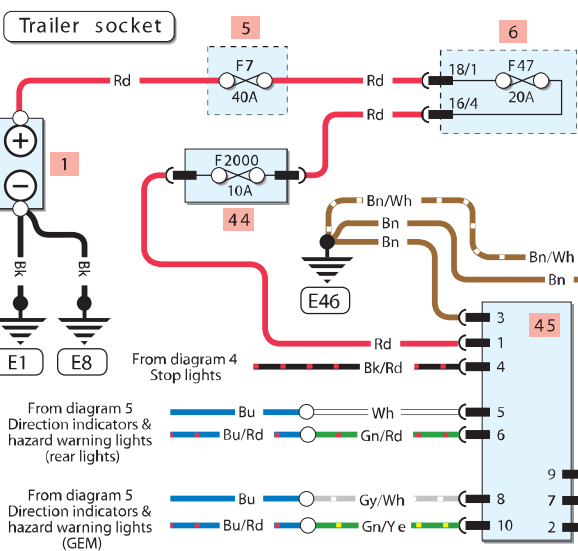 Trailer socket
5
6
F7
40A
Rd
Rd
18/1
F47
20A
16/4
Rd
+
−
1
F2000
10A
44
Bn/Wh
Bn
Bn
Bn/Wh
Bn
Bk
Bk
E46
E1
E8
3
45
Rd
1
From diagram 4
Stop lights
Bk/Rd
4
From diagram 5
Direction indicators &
hazard warning lights
(rear lights)
Bu
Wh
5
Bu/Rd
Gn/Rd
6
9
From diagram 5
Direction indicators &
hazard warning lights
(GEM)
Bu
Gy/Wh
8
7
Bu/Rd
Gn/Ye
10
2